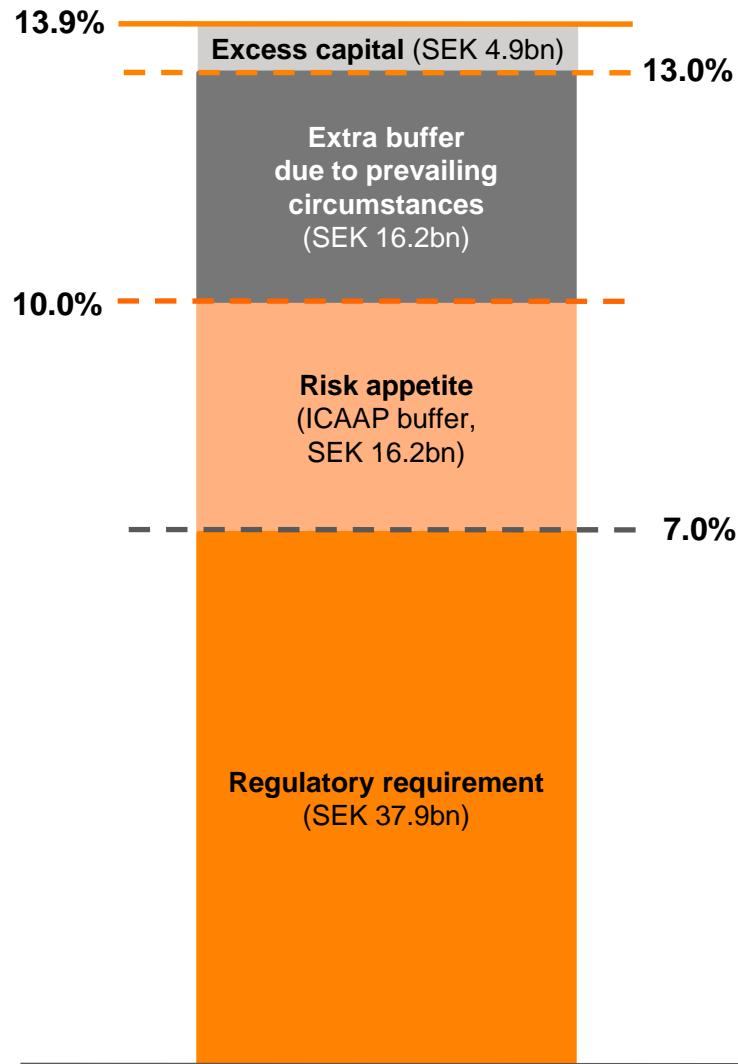 13.9%
Excess capital (SEK 4.9bn)
13.0%
Extra buffer
due to prevailing
circumstances
(SEK 16.2bn)
10.0%
Risk appetite
(ICAAP buffer,
SEK 16.2bn)
7.0%
Regulatory requirement
(SEK 37.9bn)